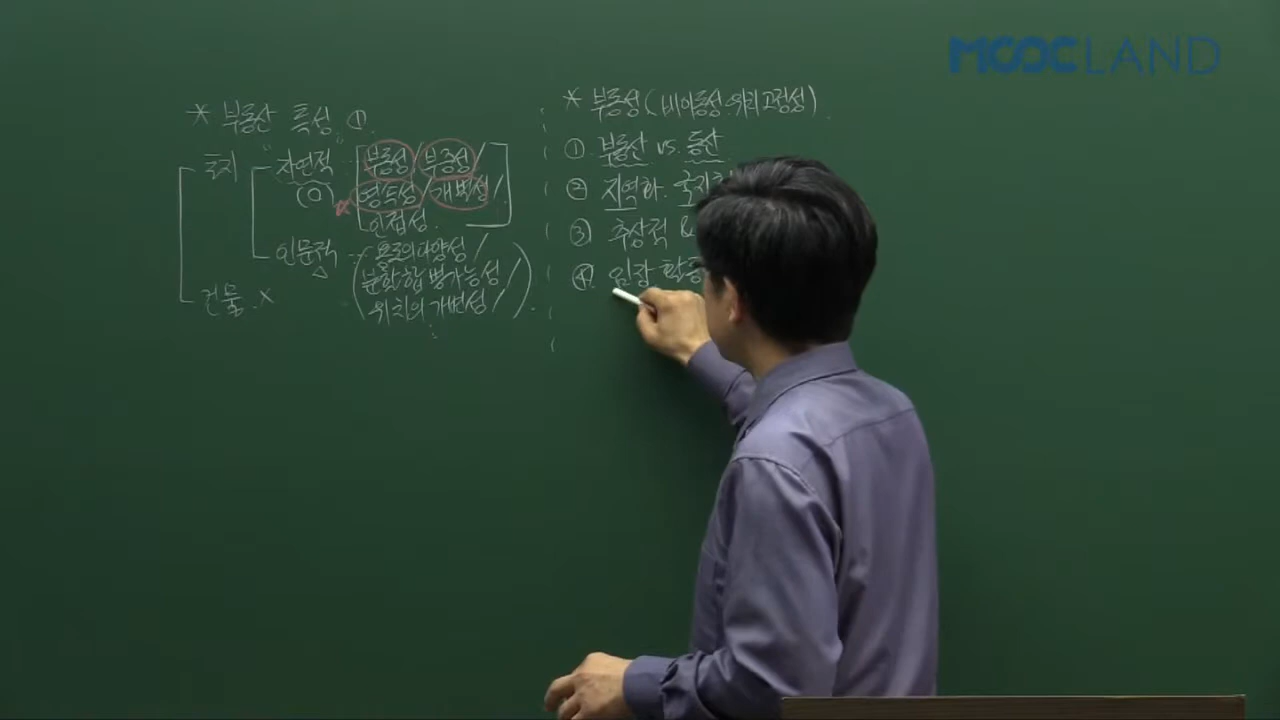 MOOCLAND
* 부동산 특성 ①.
토지 "자연적" 부동성/부증성/
(O) 영속성/개별성/
인접성.
인문적 - 용도의 다양성/
△ 분할·합병가능성/
건물 . X 위치의 가변성/
* 부동성(비이동성·위치고정성)
① 부동산 vs. 동산
② 지역화. 국지화
③ 추상적 &
④. 임장 활동